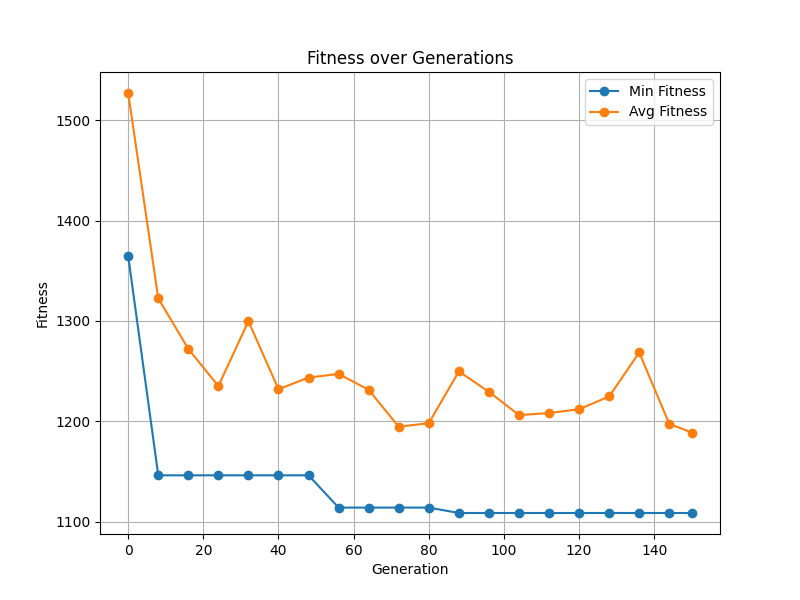 Fitness over Generations
Min Fitness
Avg Fitness
1500
1400
1300
1200
1100
Fitness
0 20 40 60 80 100 120 140
Generation